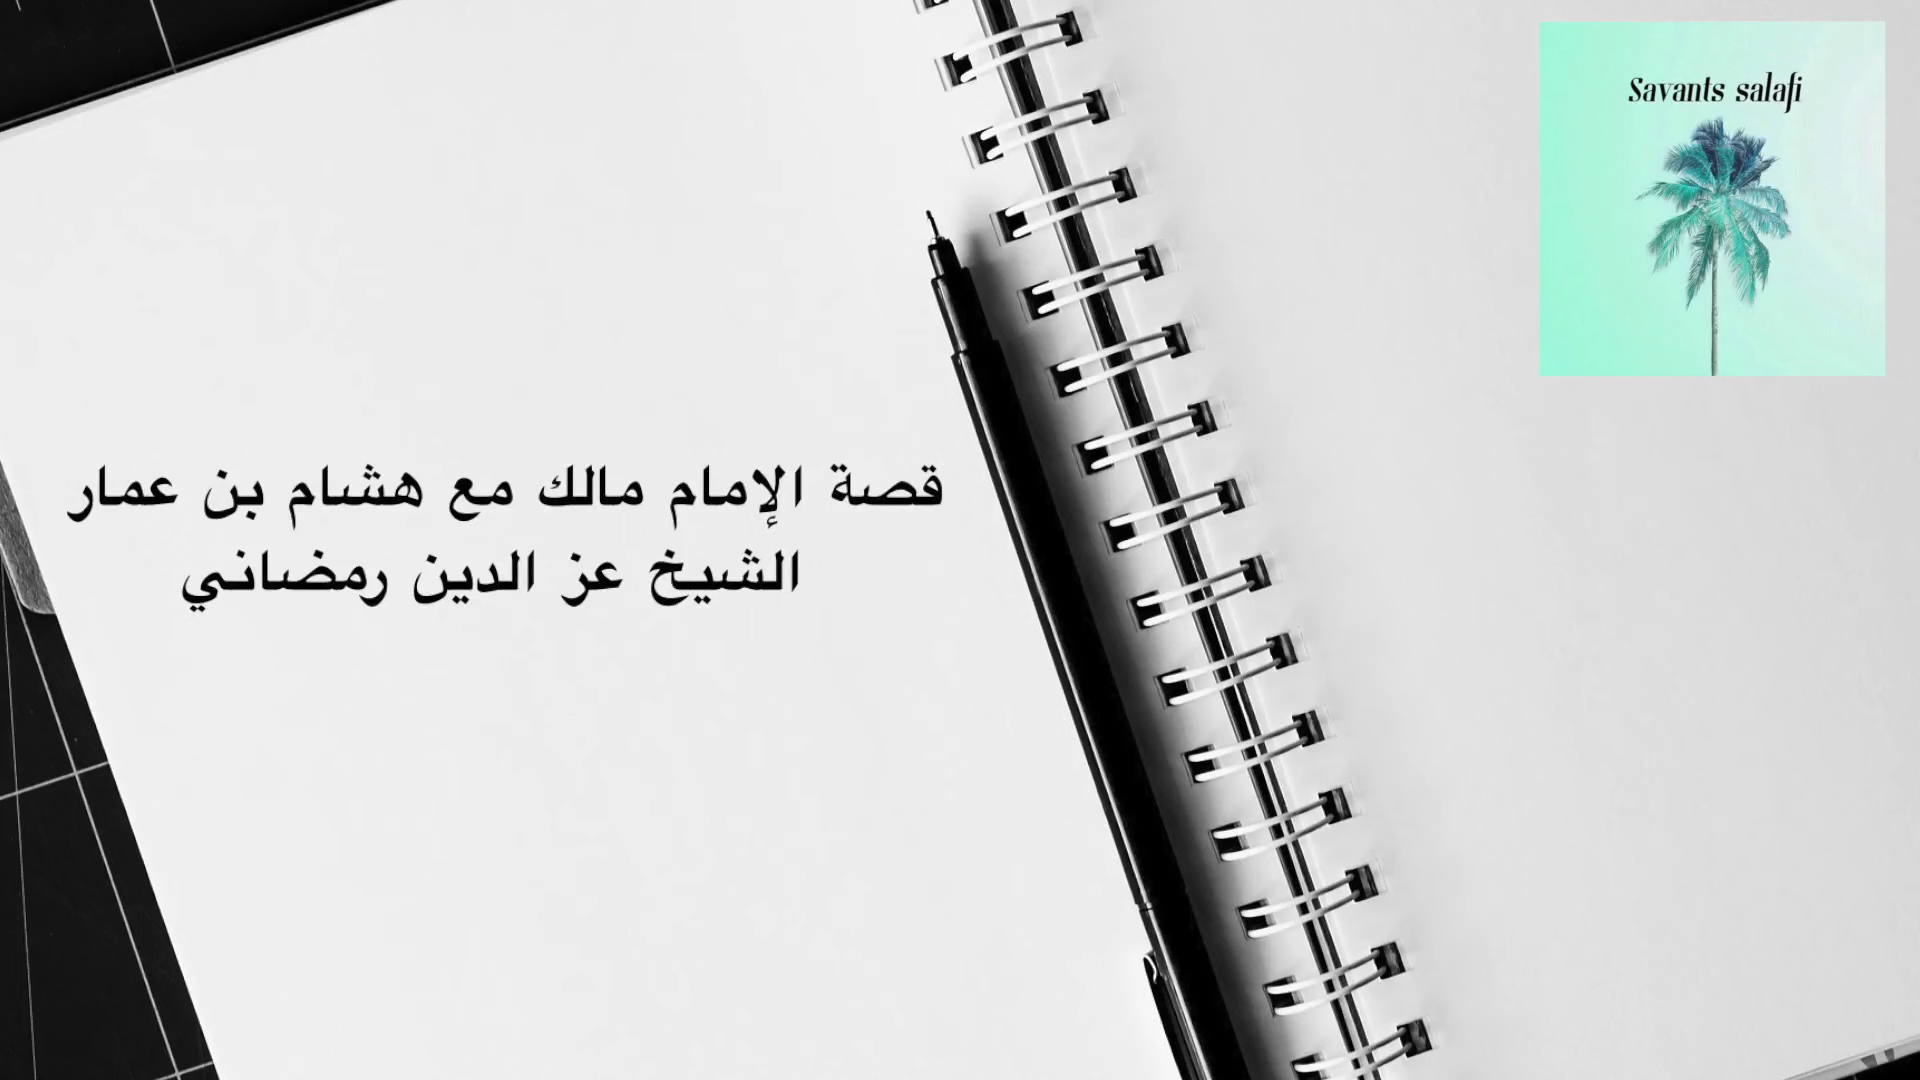 Savants salafi
قصة الإمام مالك مع هشام بن عمار
الشيخ عز الدين رمضاني